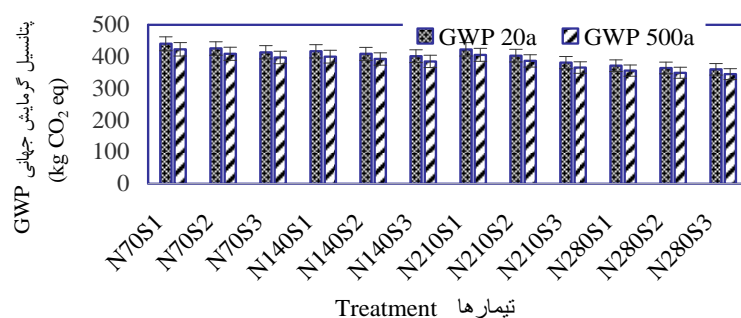 پتانسیل گرمایش جهانی GWP
(kg CO₂ eq)
500
400
300
200
100
0
GWP 20a
GWP 500a
N70S1
N70S2
N70S3
N140S1
N140S2
N140S3
N210S1
N210S2
N210S3
N280S1
N280S2
N280S3
تیمارها Treatment